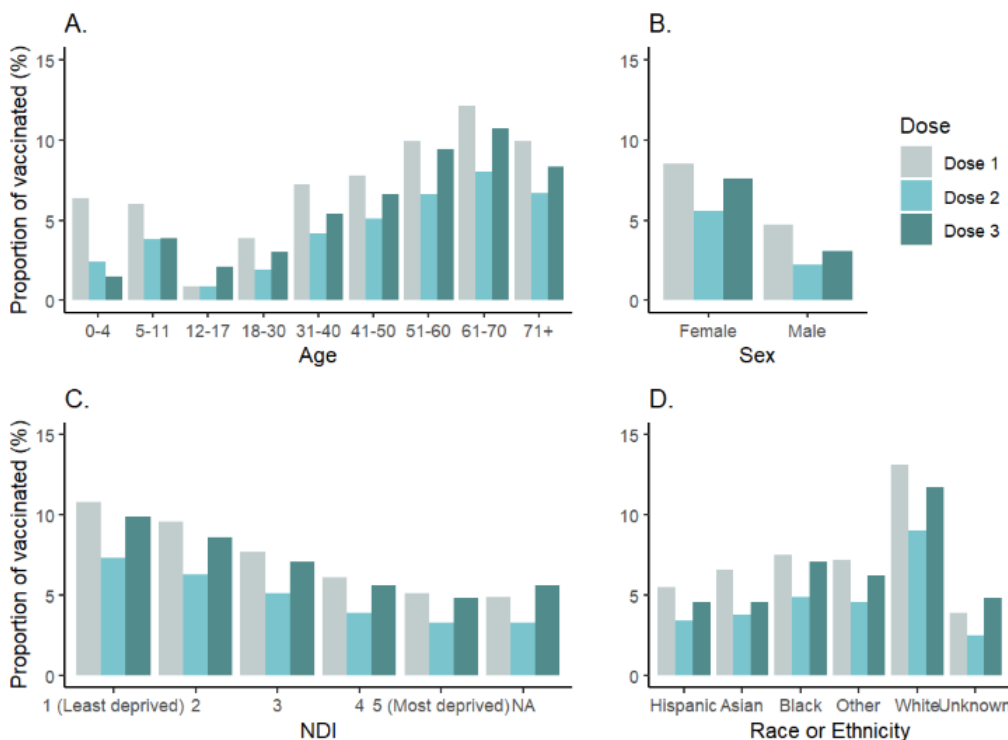 A.
Proportion of vaccinated (%)
15
10
5
0
0-4 5-11 12-17 18-30 31-40 41-50 51-60 61-70 71+
Age
B.
15
10
5
0
Female Male
Sex
Dose
Dose 1
Dose 2
Dose 3
C.
Proportion of vaccinated (%)
15
10
5
0
1 (Least deprived) 2 3 4 5 (Most deprived) NA
NDI
D.
15
10
5
0
Hispanic Asian Black Other White Unknown
Race or Ethnicity